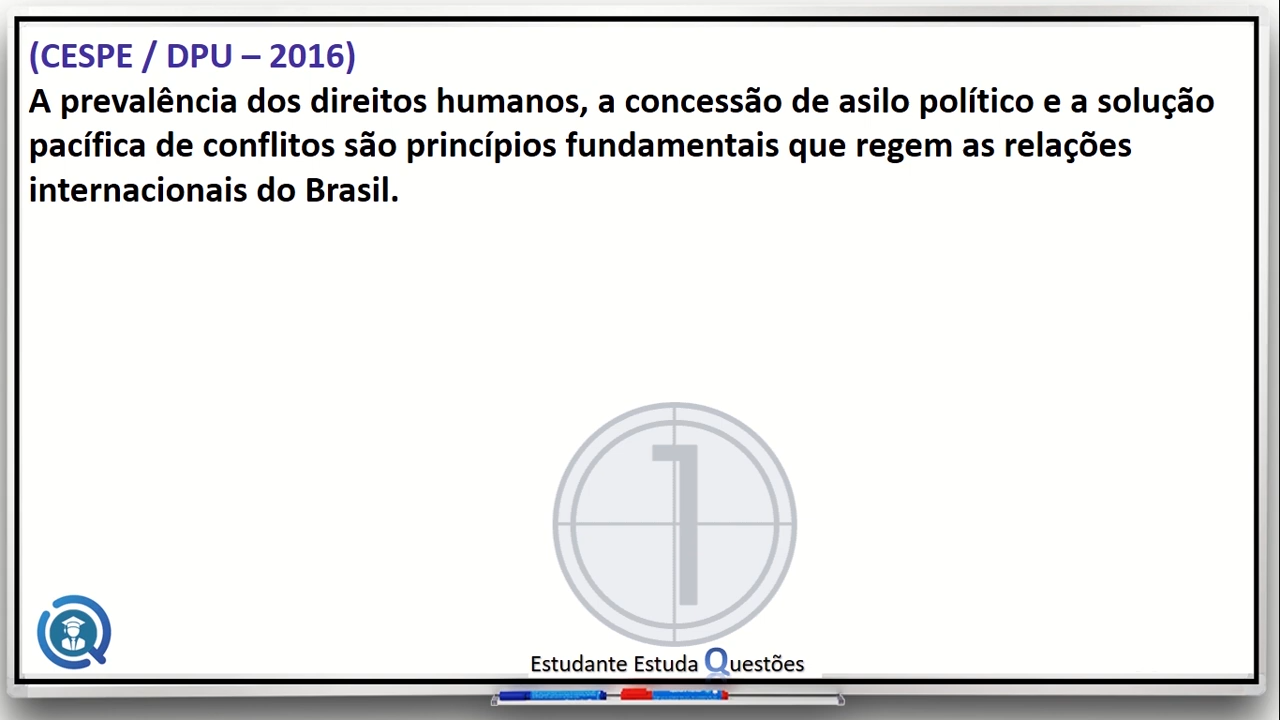 (CESPE / DPU – 2016)
A prevalência dos direitos humanos, a concessão de asilo político e a solução
pacífica de conflitos são princípios fundamentais que regem as relações
internacionais do Brasil.
1
Estudante Estuda Questões